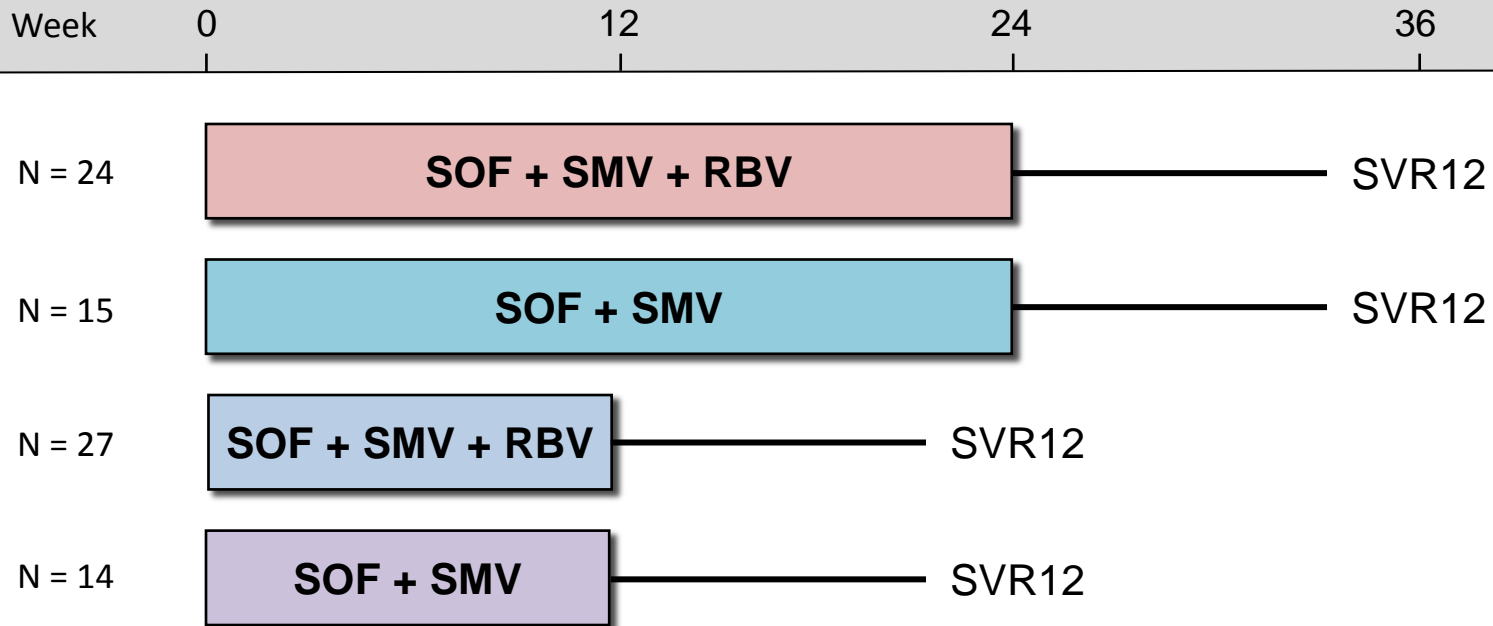 Week 0 12 24 36
N = 24 SOF + SMV + RBV SVR12
N = 15 SOF + SMV SVR12
N = 27 SOF + SMV + RBV SVR12
N = 14 SOF + SMV SVR12